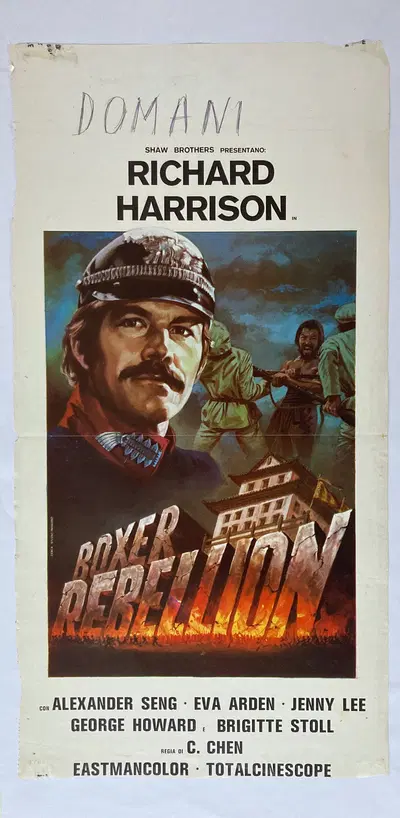 DOMANI
SHAW BROTHERS PRESENTANO:
RICHARD
HARRISON IN
BOXER
REBELLION
CON ALEXANDER SENG · EVA ARDEN · JENNY LEE
GEORGE HOWARD E BRIGITTE STOLL
REGIA DI C. CHEN
EASTMANCOLOR · TOTALCINESCOPE